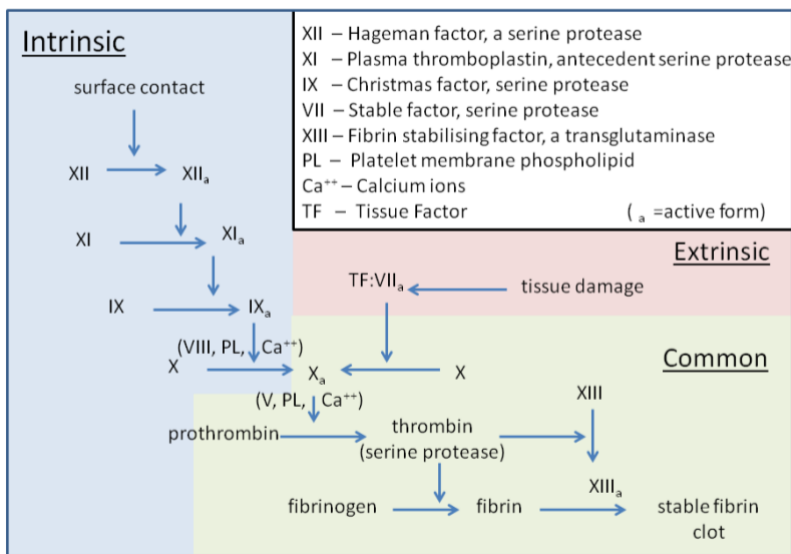 Intrinsic
XII – Hageman factor, a serine protease
XI – Plasma thromboplastin, antecedent serine protease
IX – Christmas factor, serine protease
VII – Stable factor, serine protease
XIII – Fibrin stabilising factor, a transglutaminase
PL – Platelet membrane phospholipid
Ca⁺⁺ – Calcium ions
TF – Tissue Factor ( ₐ =active form)
surface contact
XII XIIₐ
XI XIₐ
Extrinsic
IX IXₐ
TF:VIIₐ tissue damage
(VIII, PL, Ca⁺⁺)
Common
X Xₐ X
(V, PL, Ca⁺⁺)
XIII
prothrombin thrombin
(serine protease)
XIIIₐ
fibrinogen fibrin stable fibrin
clot